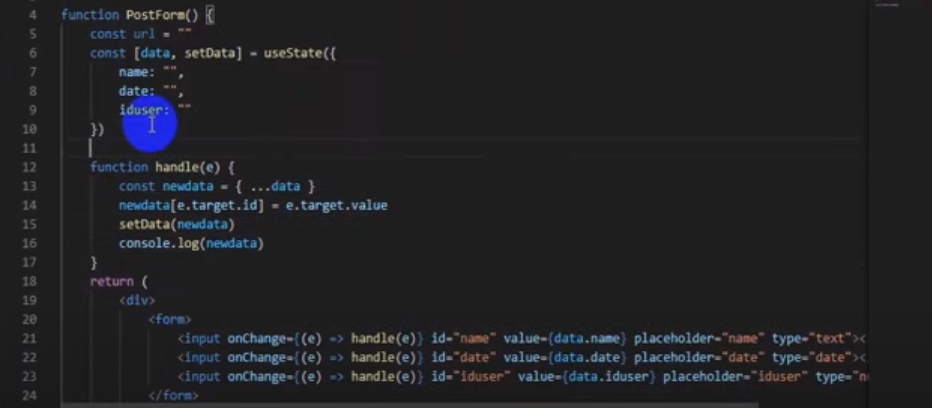 4 function PostForm() {
5 const url = ""
6 const [data, setData] = useState({
7 name: "",
8 date: "",
9 iduser: ""
10 })
11
12 function handle(e) {
13 const newdata = { ...data }
14 newdata[e.target.id] = e.target.value
15 setData(newdata)
16 console.log(newdata)
17 }
18 return (
19 <div>
20 <form>
21 <input onChange={(e) => handle(e)} id="name" value={data.name} placeholder="name" type="text"><
22 <input onChange={(e) => handle(e)} id="date" value={data.date} placeholder="date" type="date"><
23 <input onChange={(e) => handle(e)} id="iduser" value={data.iduser} placeholder="iduser" type="n
24 </form>